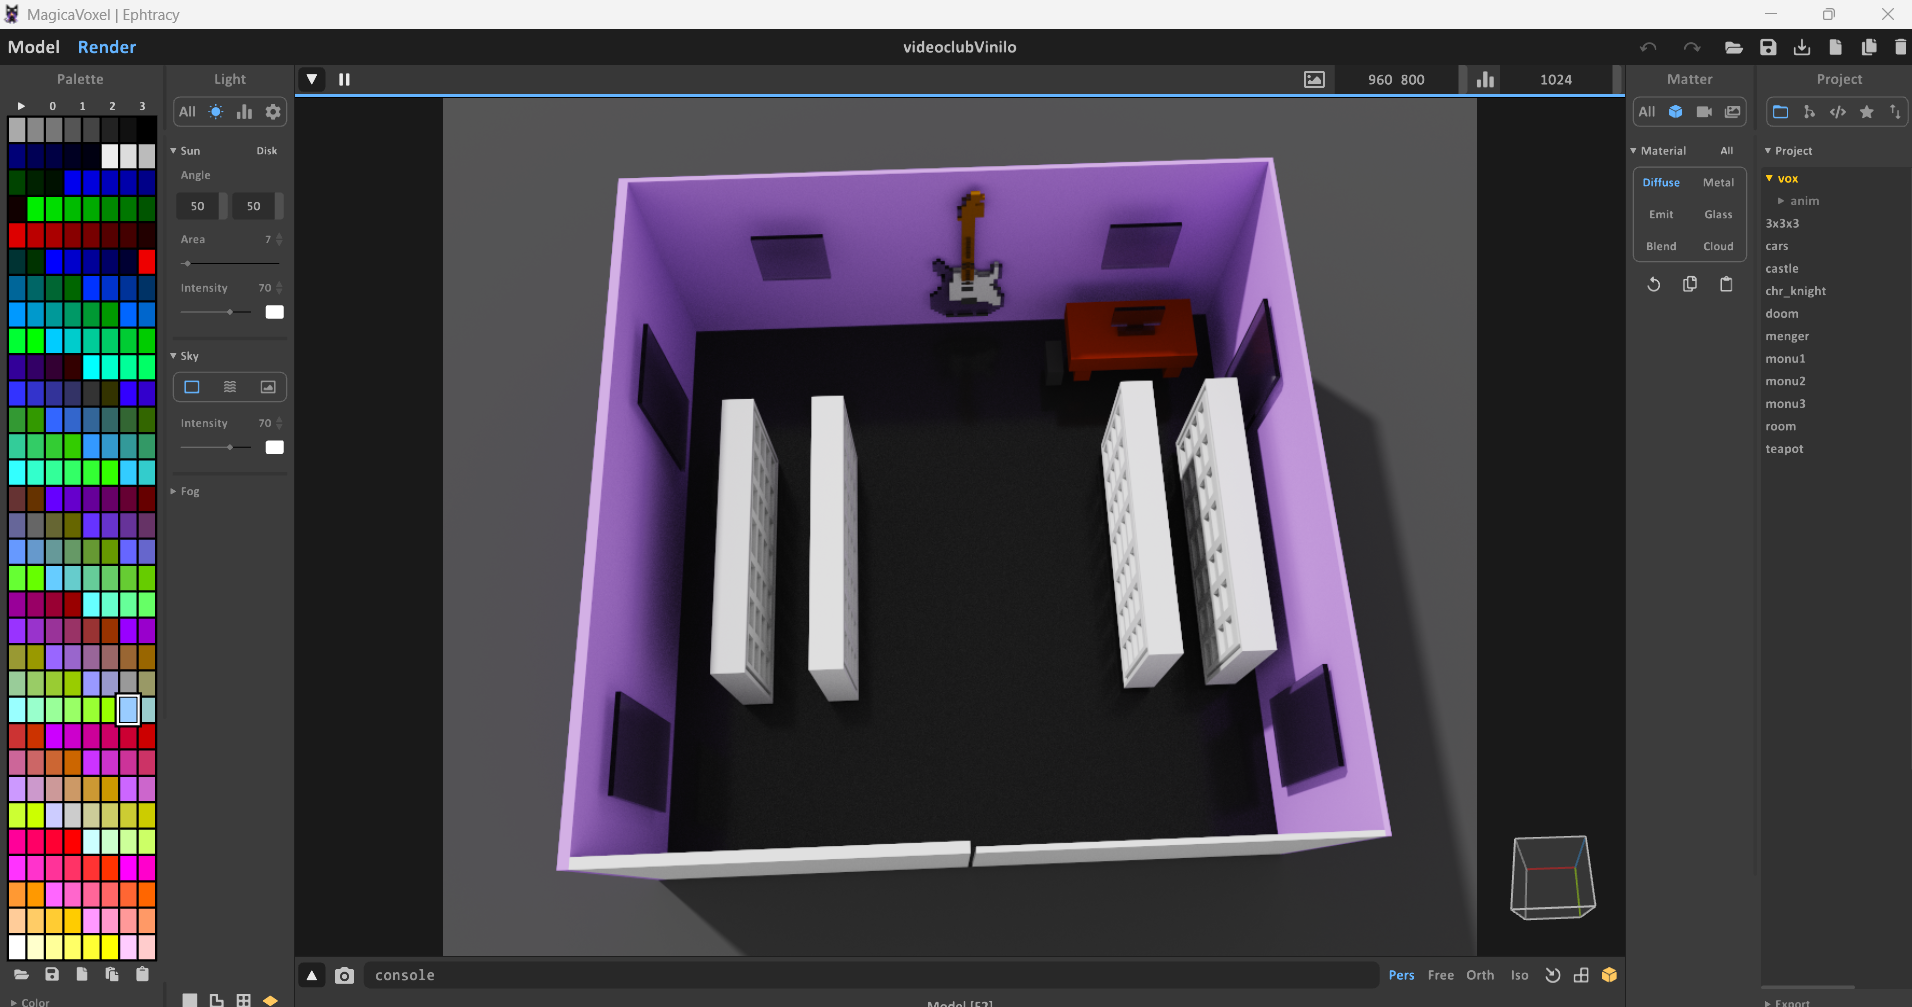 MagicaVoxel | Ephtracy
Model Render
videoclubVinilo
Palette
0 1 2 3
Color
Light
All
Sun Disk
Angle
50 50
Area 7
Intensity 70
Sky
Intensity 70
Fog
960 800
1024
console
Pers Free Orth Iso
Model [F2]
Matter
All
Material All
Diffuse Metal
Emit Glass
Blend Cloud
Project
Project
vox
anim
3x3x3
cars
castle
chr_knight
doom
menger
monu1
monu2
monu3
room
teapot
Export